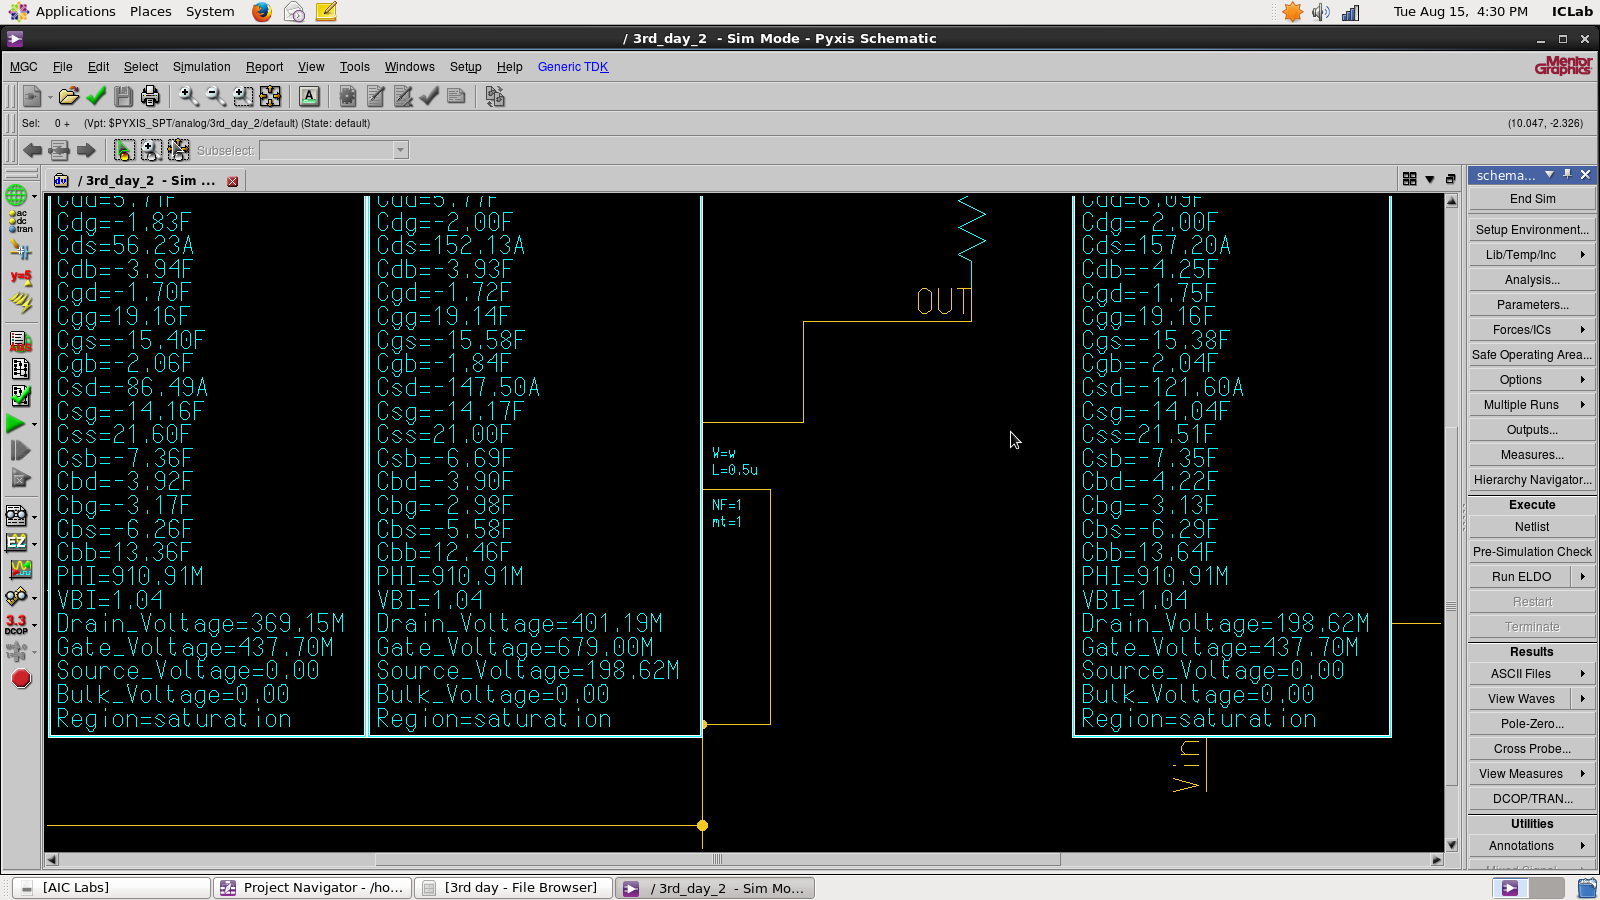 Applications Places System
Tue Aug 15, 4:30 PM ICLab
/ 3rd_day_2 - Sim Mode - Pyxis Schematic
MGC File Edit Select Simulation Report View Tools Windows Setup Help Generic TDK
Mentor Graphics
Sel: 0 + (Vpt: $PYXIS_SPT/analog/3rd_day_2/default) (State: default)
(10.047, -2.326)
Subselect:
/ 3rd_day_2 - Sim ...
schema...
ac
dc
tran
y=5
EZ
3.3
DCOP
Cdd=5.71F
Cdg=-1.83F
Cds=56.23A
Cdb=-3.94F
Cgd=-1.70F
Cgg=19.16F
Cgs=-15.40F
Cgb=-2.06F
Csd=-86.49A
Csg=-14.16F
Css=21.60F
Csb=-7.36F
Cbd=-3.92F
Cbg=-3.17F
Cbs=-6.26F
Cbb=13.36F
PHI=910.91M
VBI=1.04
Drain_Voltage=369.15M
Gate_Voltage=437.70M
Source_Voltage=0.00
Bulk_Voltage=0.00
Region=saturation
Cdd=5.77F
Cdg=-2.00F
Cds=152.13A
Cdb=-3.93F
Cgd=-1.72F
Cgg=19.14F
Cgs=-15.58F
Cgb=-1.84F
Csd=-147.50A
Csg=-14.17F
Css=21.00F
Csb=-6.69F
Cbd=-3.90F
Cbg=-2.98F
Cbs=-5.58F
Cbb=12.46F
PHI=910.91M
VBI=1.04
Drain_Voltage=401.19M
Gate_Voltage=679.00M
Source_Voltage=198.62M
Bulk_Voltage=0.00
Region=saturation
OUT
W=w
L=0.5u
NF=1
mt=1
Cdd=6.09F
Cdg=-2.00F
Cds=157.20A
Cdb=-4.25F
Cgd=-1.75F
Cgg=19.16F
Cgs=-15.38F
Cgb=-2.04F
Csd=-121.60A
Csg=-14.04F
Css=21.51F
Csb=-7.35F
Cbd=-4.22F
Cbg=-3.13F
Cbs=-6.29F
Cbb=13.64F
PHI=910.91M
VBI=1.04
Drain_Voltage=198.62M
Gate_Voltage=437.70M
Source_Voltage=0.00
Bulk_Voltage=0.00
Region=saturation
Vin
End Sim
Setup Environment...
Lib/Temp/Inc
Analysis...
Parameters...
Forces/ICs
Safe Operating Area...
Options
Multiple Runs
Outputs...
Measures...
Hierarchy Navigator...
Execute
Netlist
Pre-Simulation Check
Run ELDO
Restart
Terminate
Results
ASCII Files
View Waves
Pole-Zero...
Cross Probe...
View Measures
DCOP/TRAN...
Utilities
Annotations
[AIC Labs]
Project Navigator - /ho...
[3rd day - File Browser]
/ 3rd_day_2 - Sim Mo...